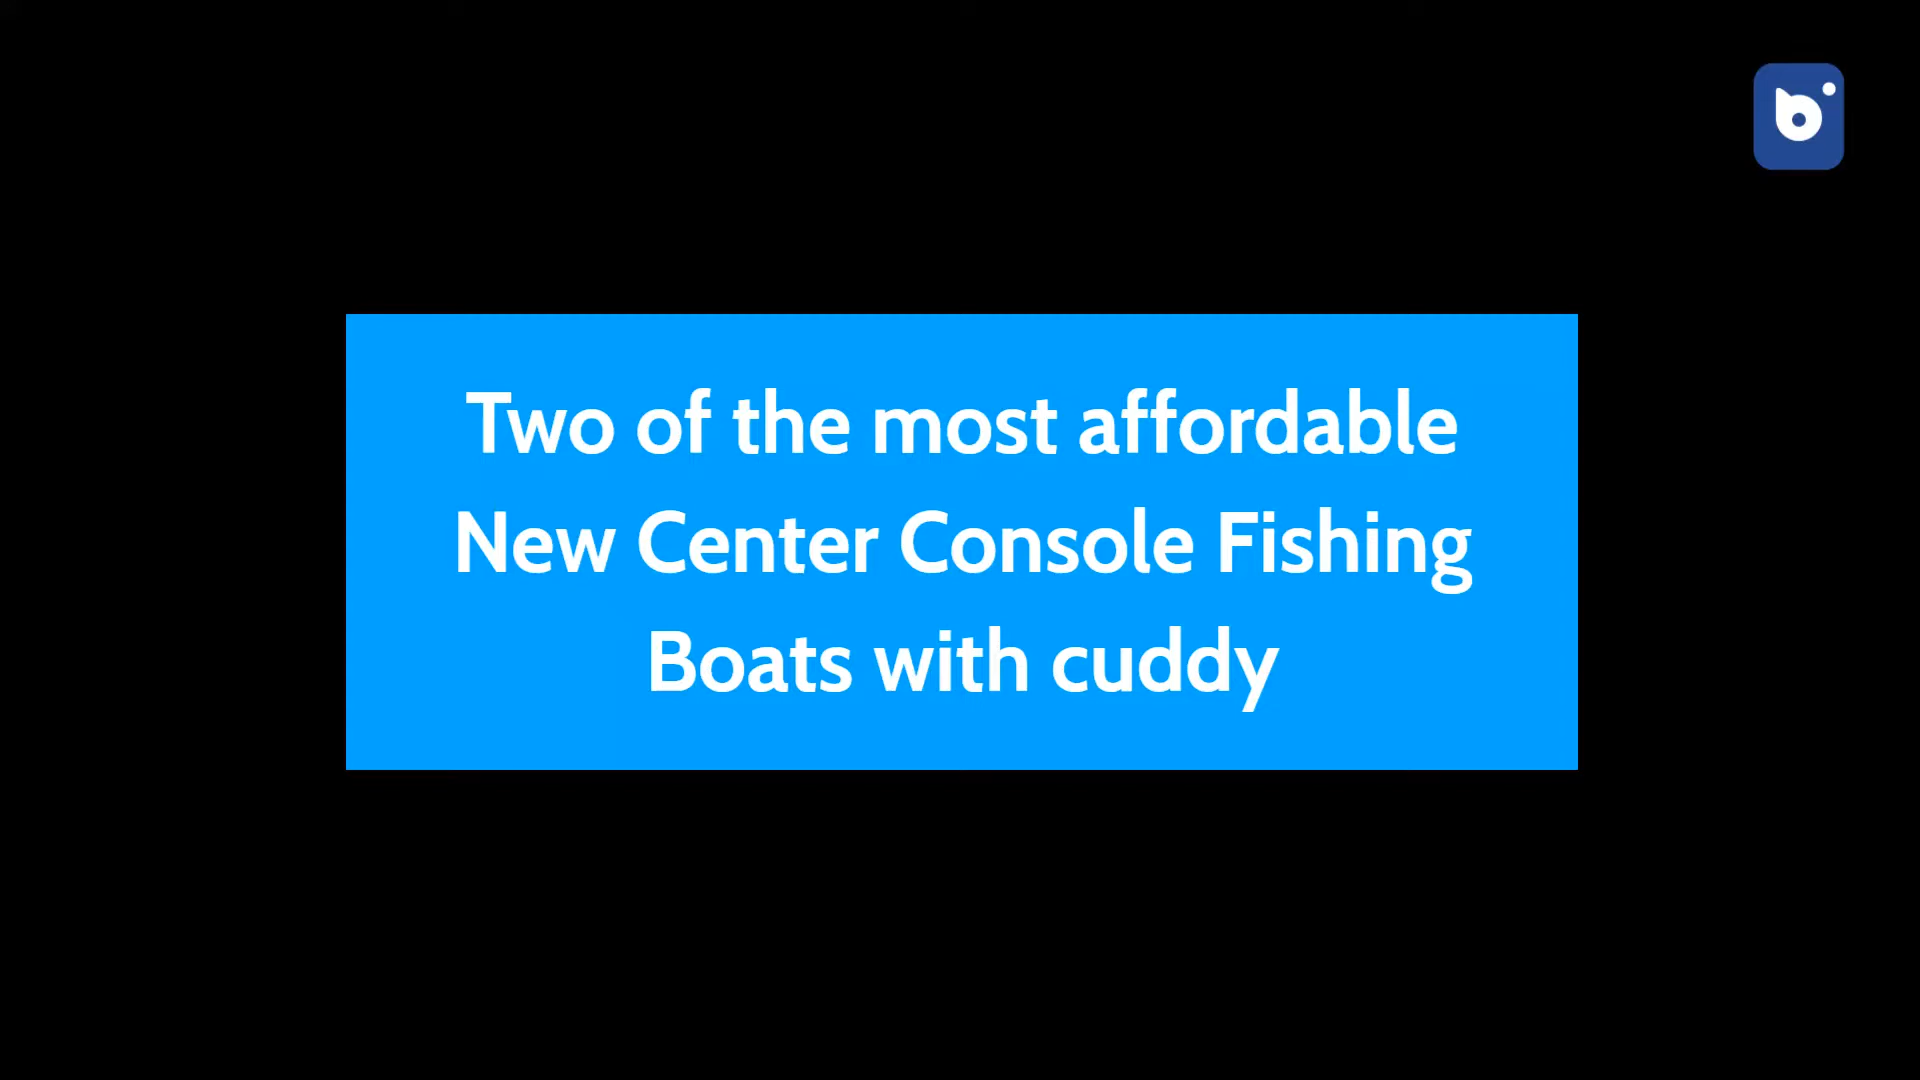 b
Two of the most affordable
New Center Console Fishing
Boats with cuddy